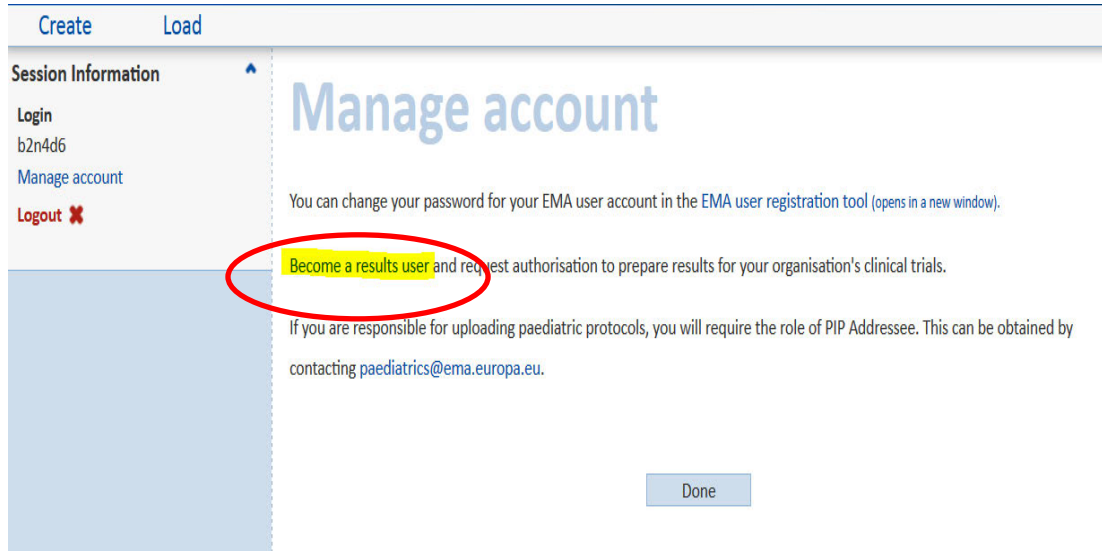 Create Load
Session Information
Login
b2n4d6
Manage account
Logout
Manage account
You can change your password for your EMA user account in the EMA user registration tool (opens in a new window).
Become a results user and request authorisation to prepare results for your organisation's clinical trials.
If you are responsible for uploading paediatric protocols, you will require the role of PIP Addressee. This can be obtained by
contacting paediatrics@ema.europa.eu.
Done